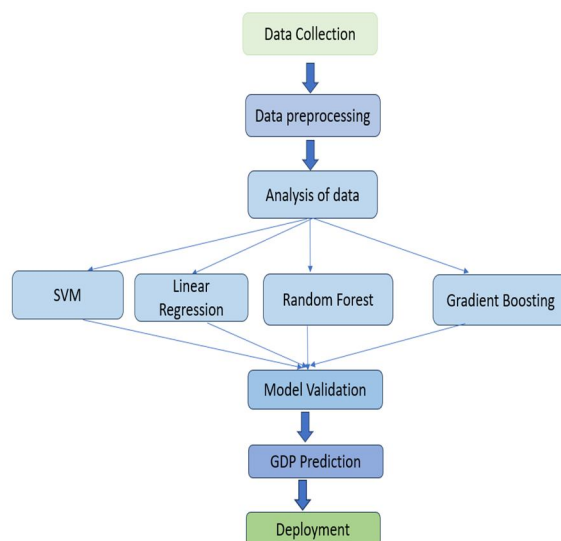 Data Collection
Data preprocessing
Analysis of data
SVM
Linear
Regression
Random Forest
Gradient Boosting
Model Validation
GDP Prediction
Deployment